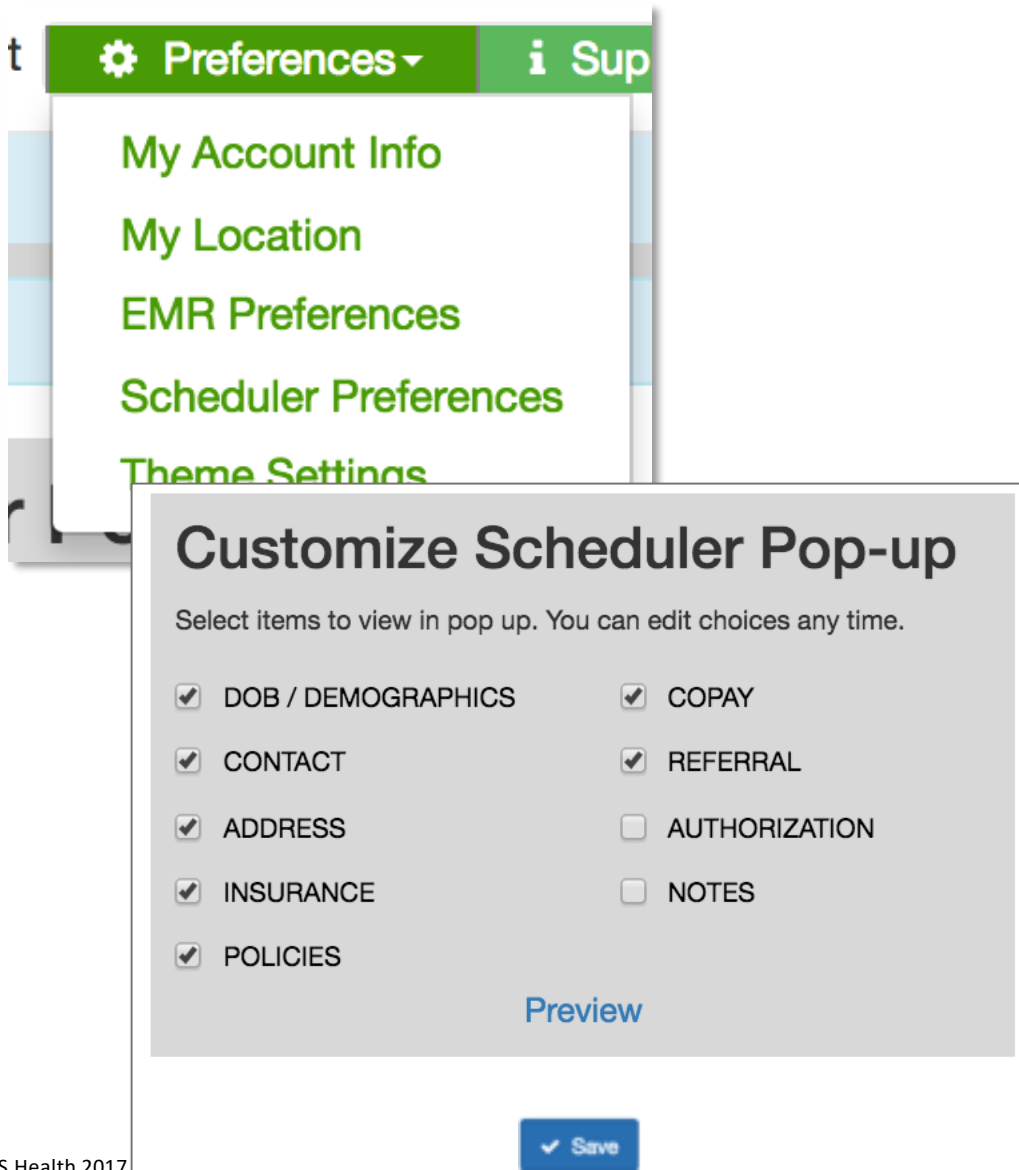 t Preferences i Sup
My Account Info
My Location
EMR Preferences
Scheduler Preferences
Theme Settings
Customize Scheduler Pop-up
Select items to view in pop up. You can edit choices any time.
DOB / DEMOGRAPHICS COPAY
CONTACT REFERRAL
ADDRESS AUTHORIZATION
INSURANCE NOTES
POLICIES
Preview
Save
S Health 2017